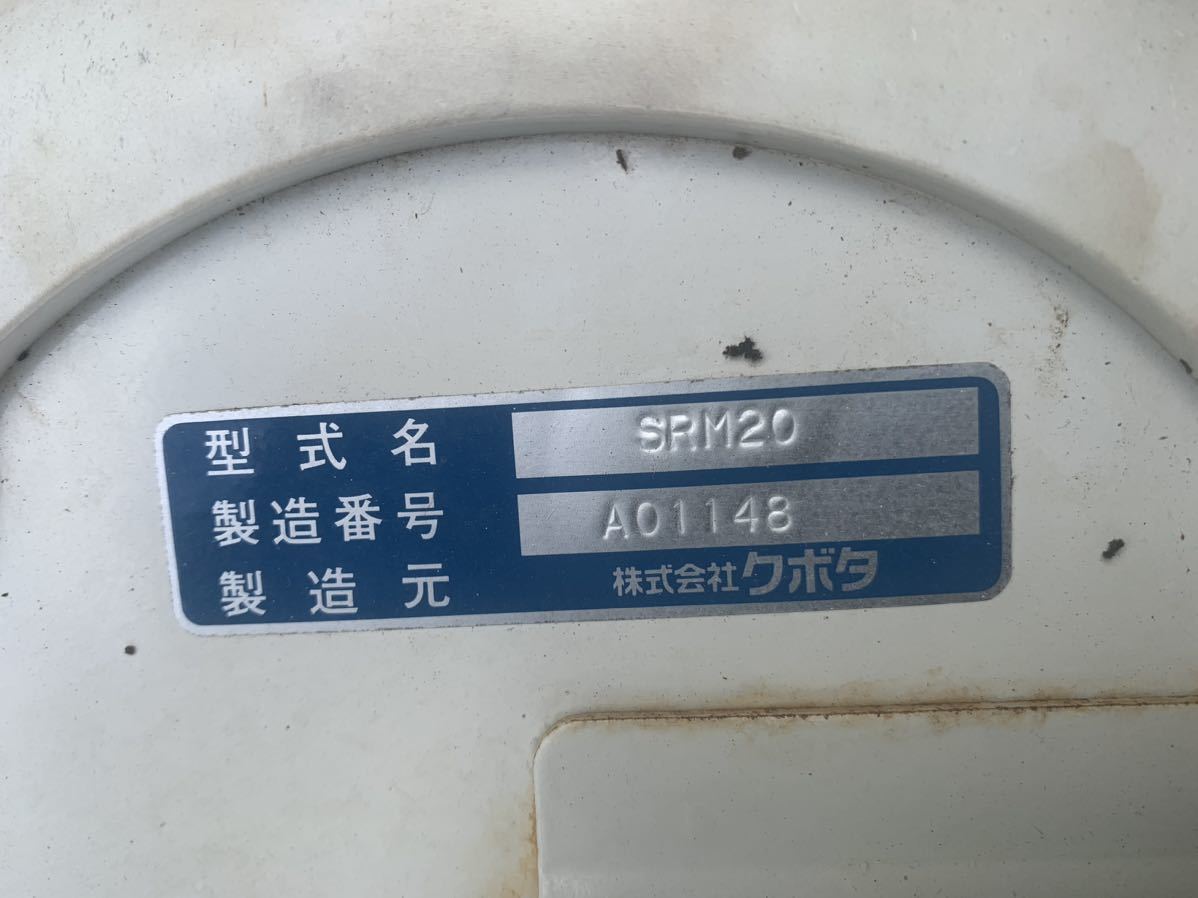 型式名 SRM20
製造番号 A01148
製造元 株式会社クボタ